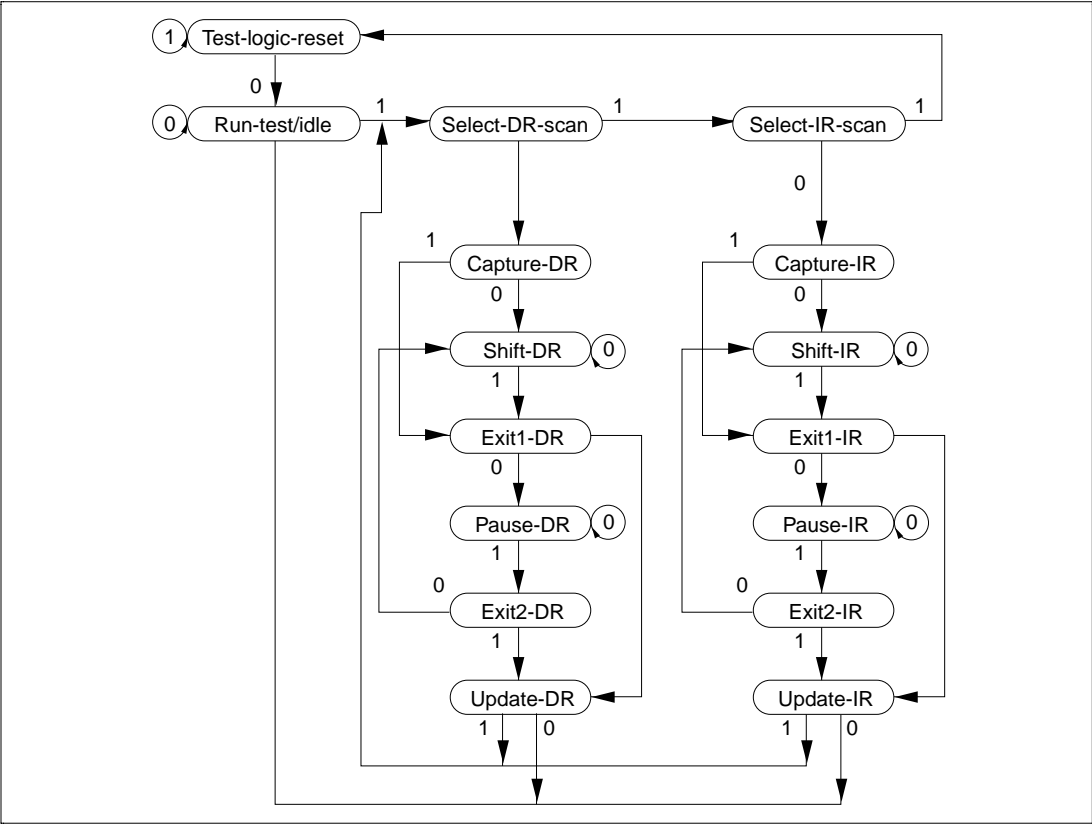 1 Test-logic-reset
0
0 Run-test/idle 1 Select-DR-scan 1 Select-IR-scan 1
0
1 1
Capture-DR Capture-IR
0 0
Shift-DR 0 Shift-IR 0
1 1
Exit1-DR Exit1-IR
0 0
Pause-DR 0 Pause-IR 0
1 1
0 0
Exit2-DR Exit2-IR
1 1
Update-DR Update-IR
1 0 1 0